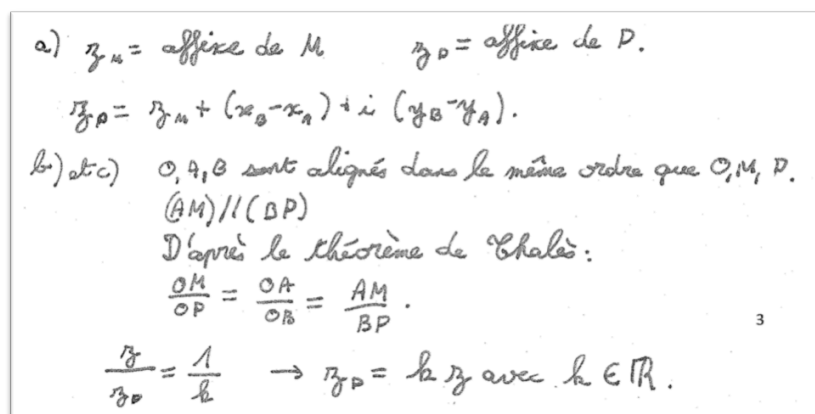 a) z_M = affixe de M z_P = affixe de P.
z_P = z_M + (x_B - x_A) + i (y_B - y_A).
b) et c) O, A, B sont alignés dans le même ordre que O, M, P.
(AM) // (BP)
D'après le théorème de Thalès :
OM/OP = OA/OB = AM/BP.
3
z/z_P = 1/k → z_P = k z avec k ∈ ℝ.